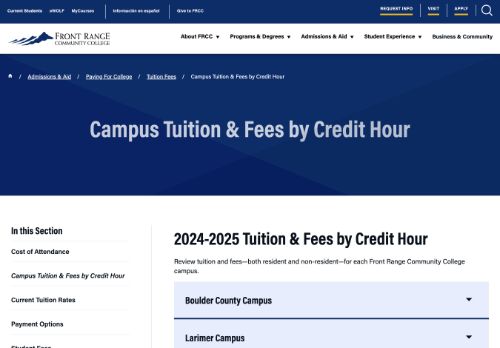 Current Students eWOLF MyCourses Información en español Give to FRCC REQUEST INFO VISIT APPLY
FRONT RANGE
COMMUNITY COLLEGE
About FRCC Programs & Degrees Admissions & Aid Student Experience Business & Community
/ Admissions & Aid / Paying For College / Tuition Fees / Campus Tuition & Fees by Credit Hour
Campus Tuition & Fees by Credit Hour
In this Section
Cost of Attendance
Campus Tuition & Fees by Credit Hour
Current Tuition Rates
Payment Options
Student Fees
2024-2025 Tuition & Fees by Credit Hour
Review tuition and fees—both resident and non-resident—for each Front Range Community College
campus.
Boulder County Campus
Larimer Campus